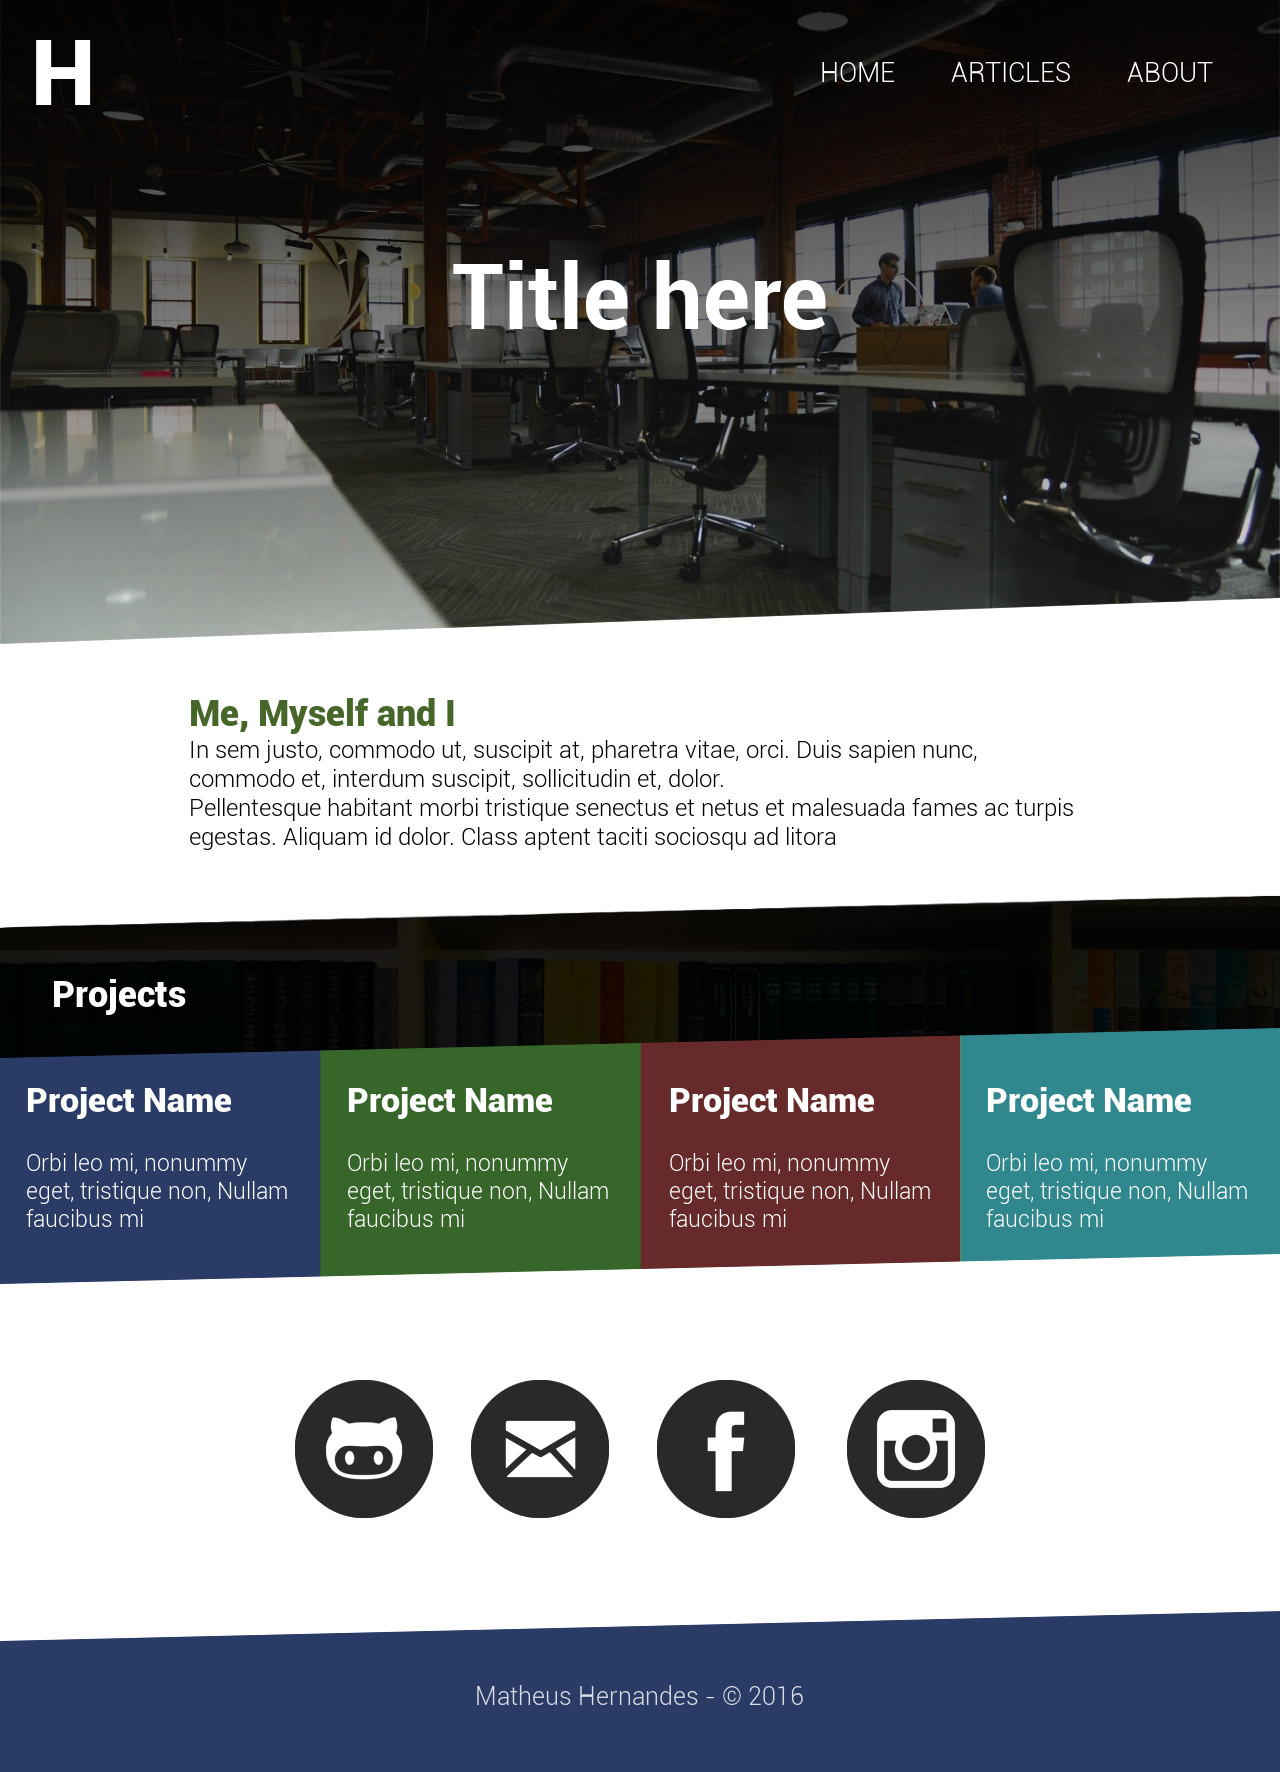 H
HOME ARTICLES ABOUT
Title here
Me, Myself and I
In sem justo, commodo ut, suscipit at, pharetra vitae, orci. Duis sapien nunc,
commodo et, interdum suscipit, sollicitudin et, dolor.
Pellentesque habitant morbi tristique senectus et netus et malesuada fames ac turpis
egestas. Aliquam id dolor. Class aptent taciti sociosqu ad litora
Projects
Project Name
Orbi leo mi, nonummy
eget, tristique non, Nullam
faucibus mi
Project Name
Orbi leo mi, nonummy
eget, tristique non, Nullam
faucibus mi
Project Name
Orbi leo mi, nonummy
eget, tristique non, Nullam
faucibus mi
Project Name
Orbi leo mi, nonummy
eget, tristique non, Nullam
faucibus mi
Matheus Hernandes - © 2016